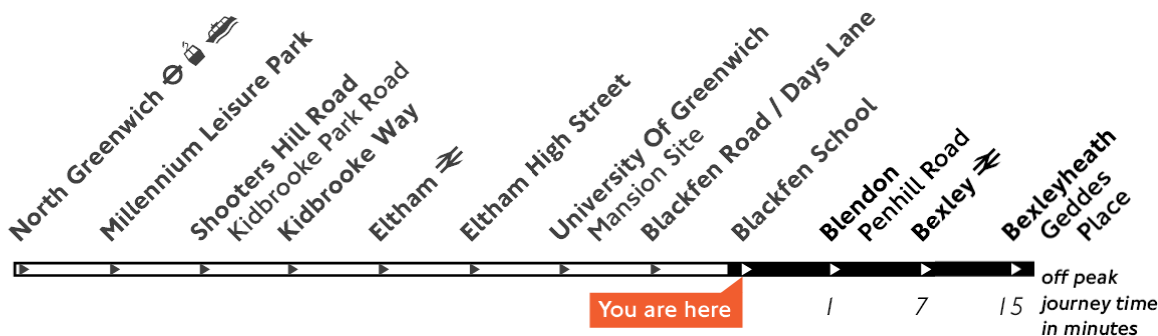 North Greenwich
Millennium Leisure Park
Shooters Hill Road
Kidbrooke Park Road
Kidbrooke Way
Eltham
Eltham High Street
University Of Greenwich
Mansion Site
Blackfen Road / Days Lane
Blackfen School
Blendon
Penhill Road
Bexley
Bexleyheath
Geddes
Place
You are here
1
7
15
off peak
journey time
in minutes